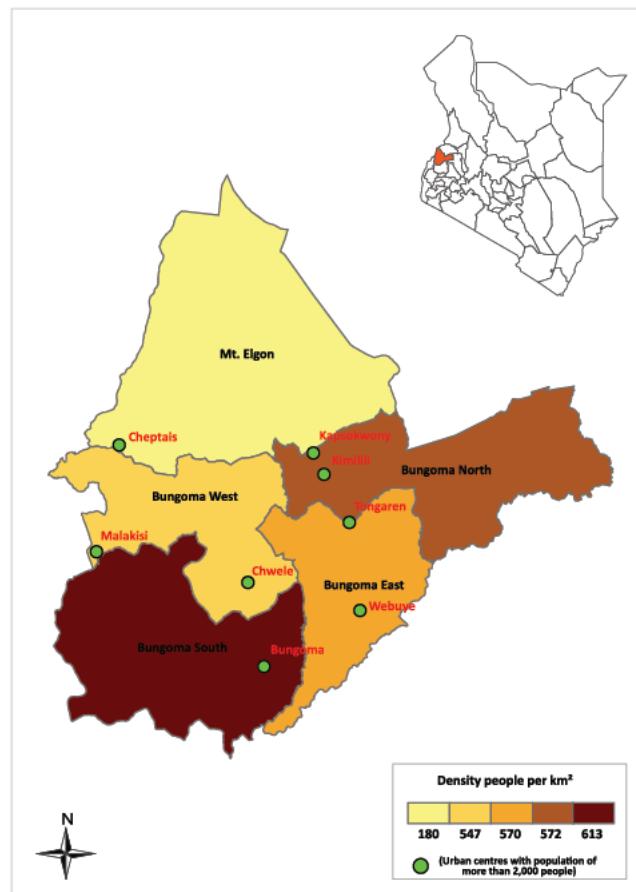 Mt. Elgon
Cheptais
Kapsokwony
Kimilili
Bungoma North
Bungoma West
Tongaren
Malakisi
Chwele
Bungoma East
Webuye
Bungoma South
Bungoma
Density people per km²
180 547 570 572 613
N
(Urban centres with population of
more than 2,000 people)